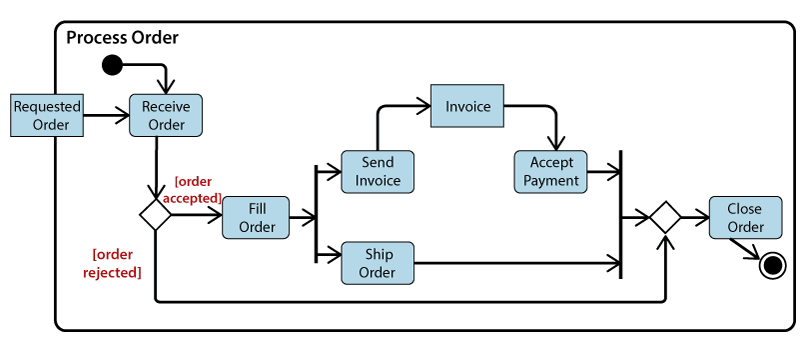 Process Order
Requested
Order
Receive
Order
[order
accepted]
[order
rejected]
Fill
Order
Send
Invoice
Invoice
Accept
Payment
Ship
Order
Close
Order